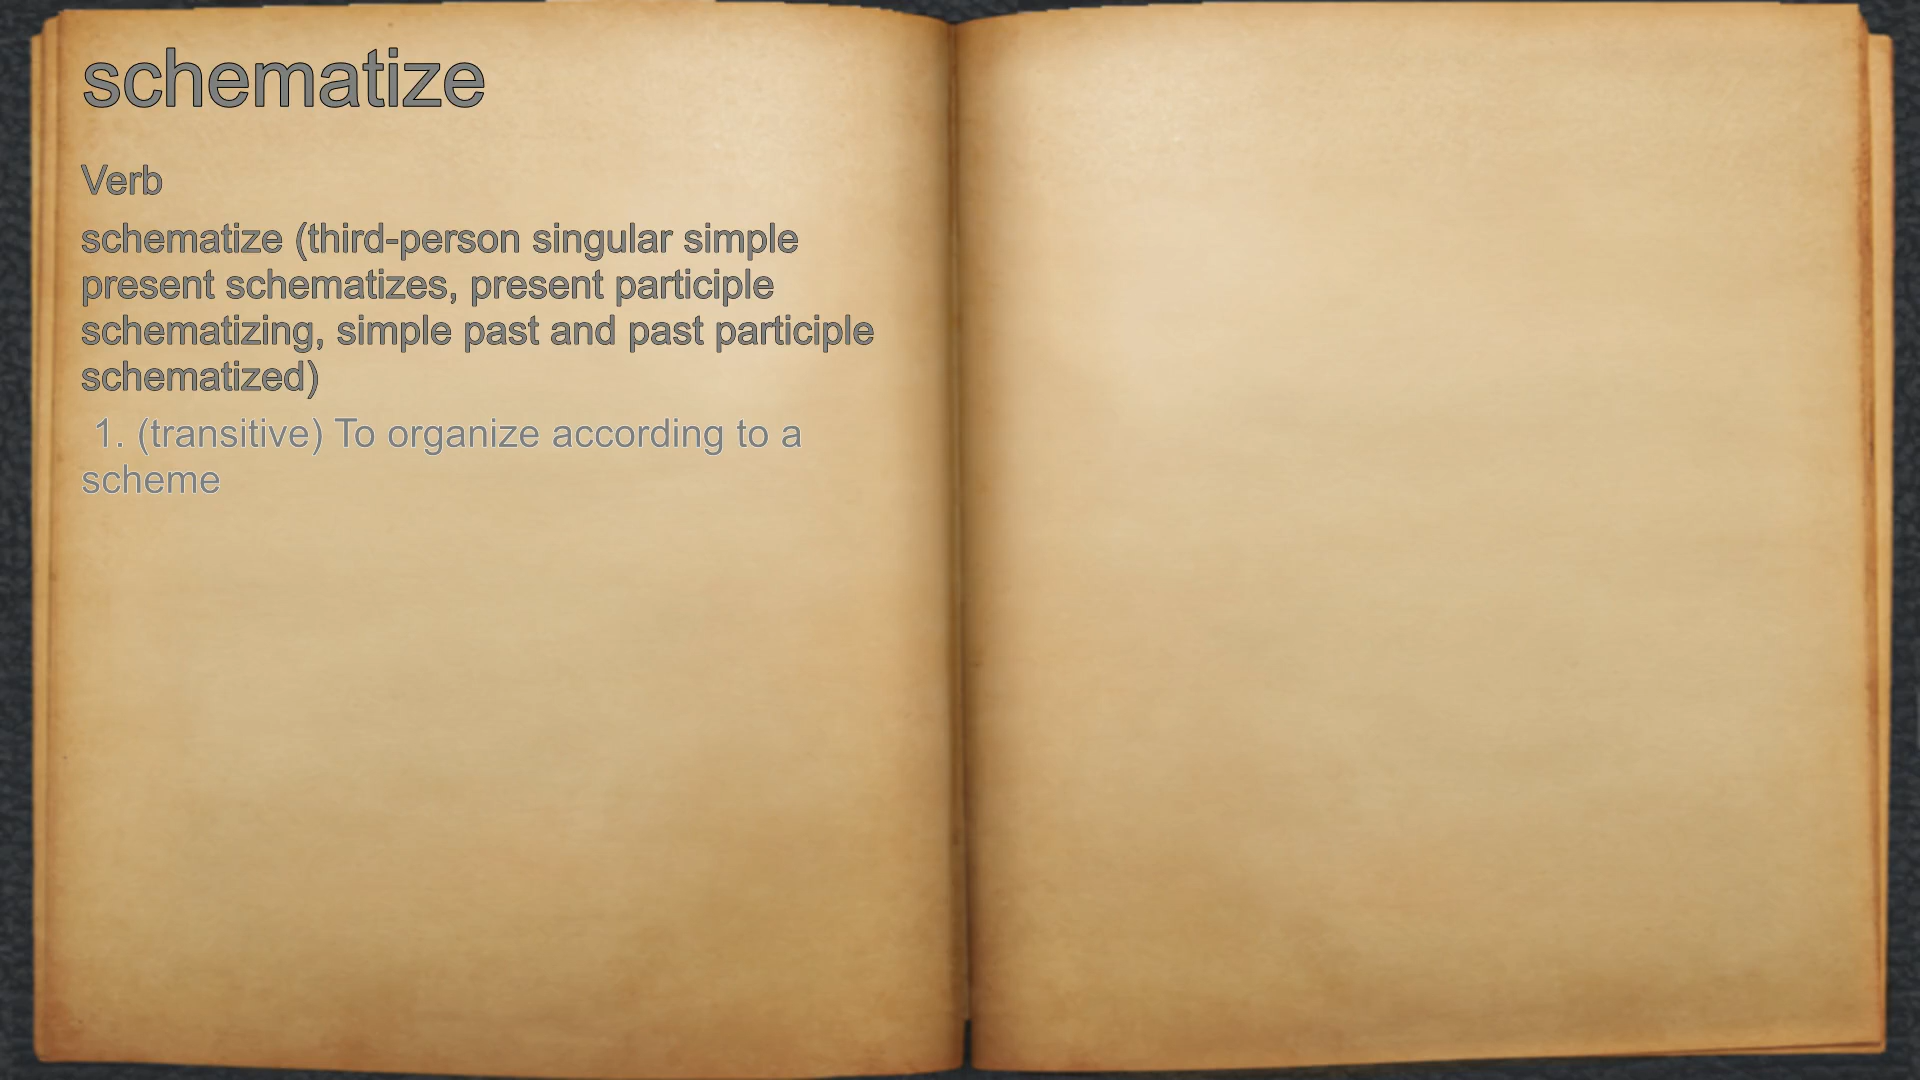 schematize
Verb
schematize (third-person singular simple
present schematizes, present participle
schematizing, simple past and past participle
schematized)
1. (transitive) To organize according to a
scheme